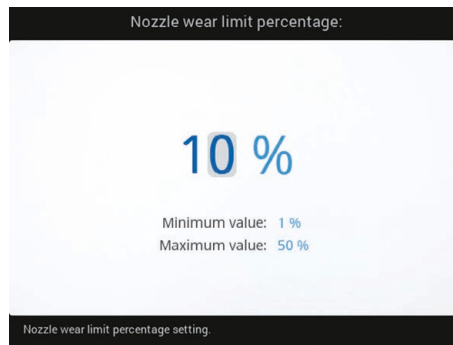 Nozzle wear limit percentage:
10 %
Minimum value: 1 %
Maximum value: 50 %
Nozzle wear limit percentage setting.